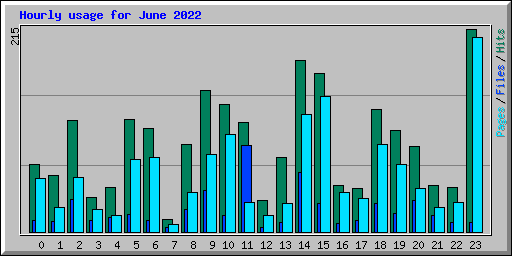 Hourly usage for June 2022
215
Pages/Files/Hits
0 1 2 3 4 5 6 7 8 9 10 11 12 13 14 15 16 17 18 19 20 21 22 23